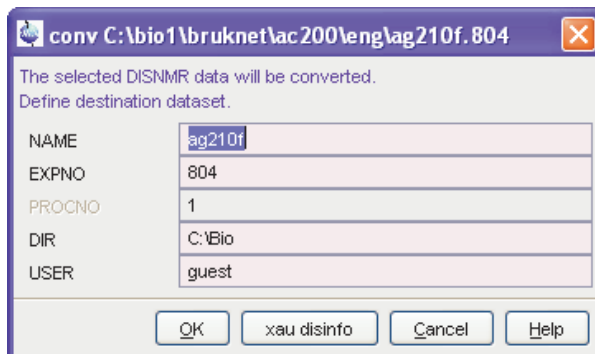 conv C:\bio1\bruknet\ac200\eng\ag210f.804
The selected DISNMR data will be converted.
Define destination dataset.
NAME ag210f
EXPNO 804
PROCNO 1
DIR C:\Bio
USER guest
OK xau disinfo Cancel Help